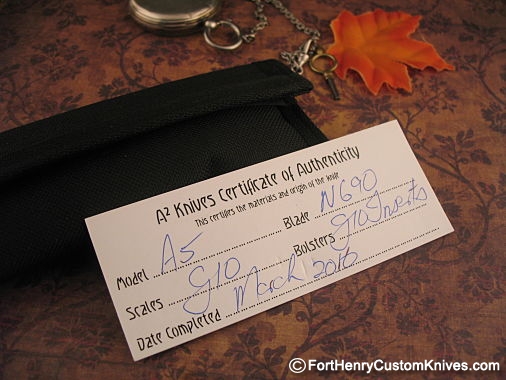 A2 Knives Certificate of Authenticity
This certifies the materials and origin of the knife
Model A5 Blade N690
Scales G10 Bolsters G10 Inserts
Date Completed March 2016
© FortHenryCustomKnives.com